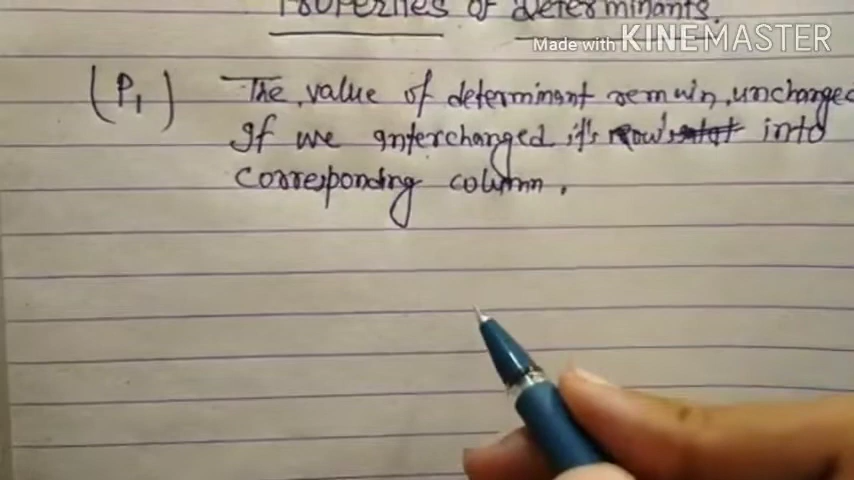 Properties of determinants.
Made with KINEMASTER
(P1) The value of determinant remain unchanged
If we interchanged it's row's into
corresponding column.